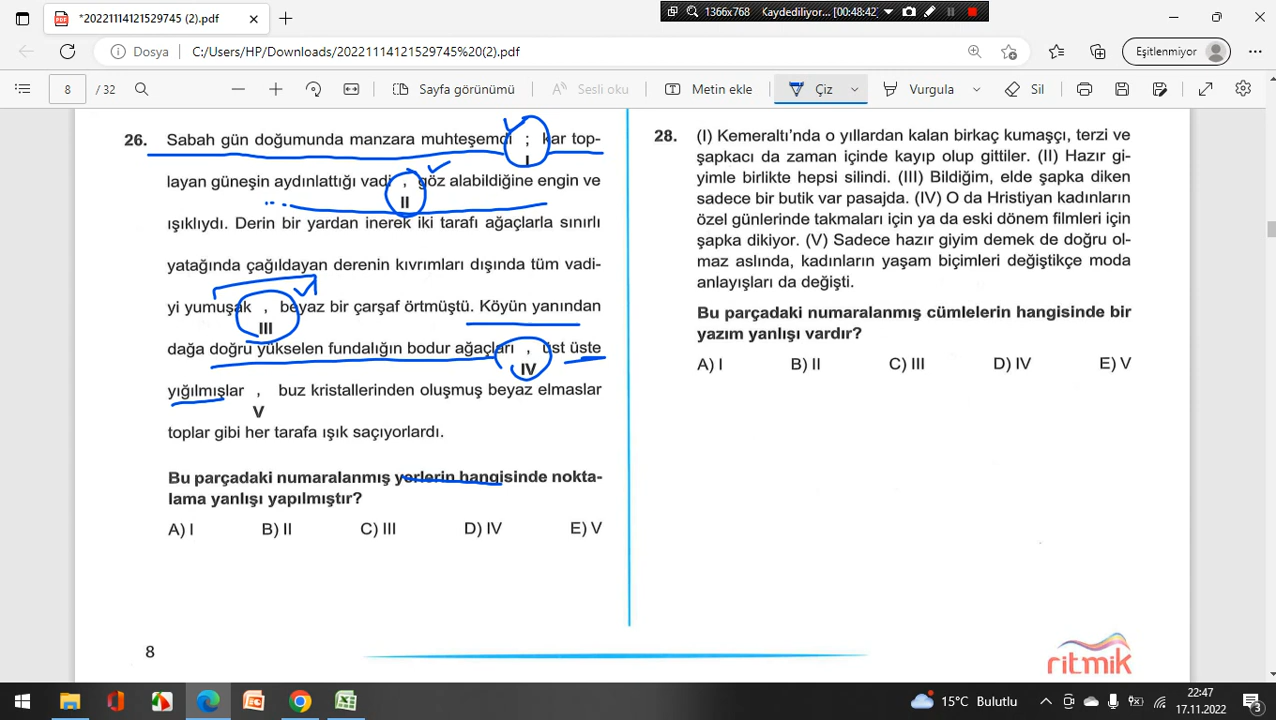 *20221114121529745 (2).pdf
1366x768 Kaydediliyor... [00:48:42]
Dosya C:/Users/HP/Downloads/20221114121529745%20(2).pdf
Eşitlenmiyor
8 / 32
Sayfa görünümü
Sesli oku
Metin ekle
Çiz
Vurgula
Sil
26. Sabah gün doğumunda manzara muhteşemdi ; kar top-
I
layan güneşin aydınlattığı vadi , göz alabildiğine engin ve
II
ışıklıydı. Derin bir yardan inerek iki tarafı ağaçlarla sınırlı
yatağında çağıldayan derenin kıvrımları dışında tüm vadi-
yi yumuşak , beyaz bir çarşaf örtmüştü. Köyün yanından
III
dağa doğru yükselen fundalığın bodur ağaçları , üst üste
IV
yığılmışlar , buz kristallerinden oluşmuş beyaz elmaslar
V
toplar gibi her tarafa ışık saçıyorlardı.
Bu parçadaki numaralanmış yerlerin hangisinde nokta-
lama yanlışı yapılmıştır?
A) I B) II C) III D) IV E) V
8
28. (I) Kemeraltı’nda o yıllardan kalan birkaç kumaşçı, terzi ve
şapkacı da zaman içinde kayıp olup gittiler. (II) Hazır gi-
yimle birlikte hepsi silindi. (III) Bildiğim, elde şapka diken
sadece bir butik var pasajda. (IV) O da Hristiyan kadınların
özel günlerinde takmaları için ya da eski dönem filmleri için
şapka dikiyor. (V) Sadece hazır giyim demek de doğru ol-
maz aslında, kadınların yaşam biçimleri değiştikçe moda
anlayışları da değişti.
Bu parçadaki numaralanmış cümlelerin hangisinde bir
yazım yanlışı vardır?
A) I B) II C) III D) IV E) V
ritmik
15°C Bulutlu
22:47
17.11.2022
3